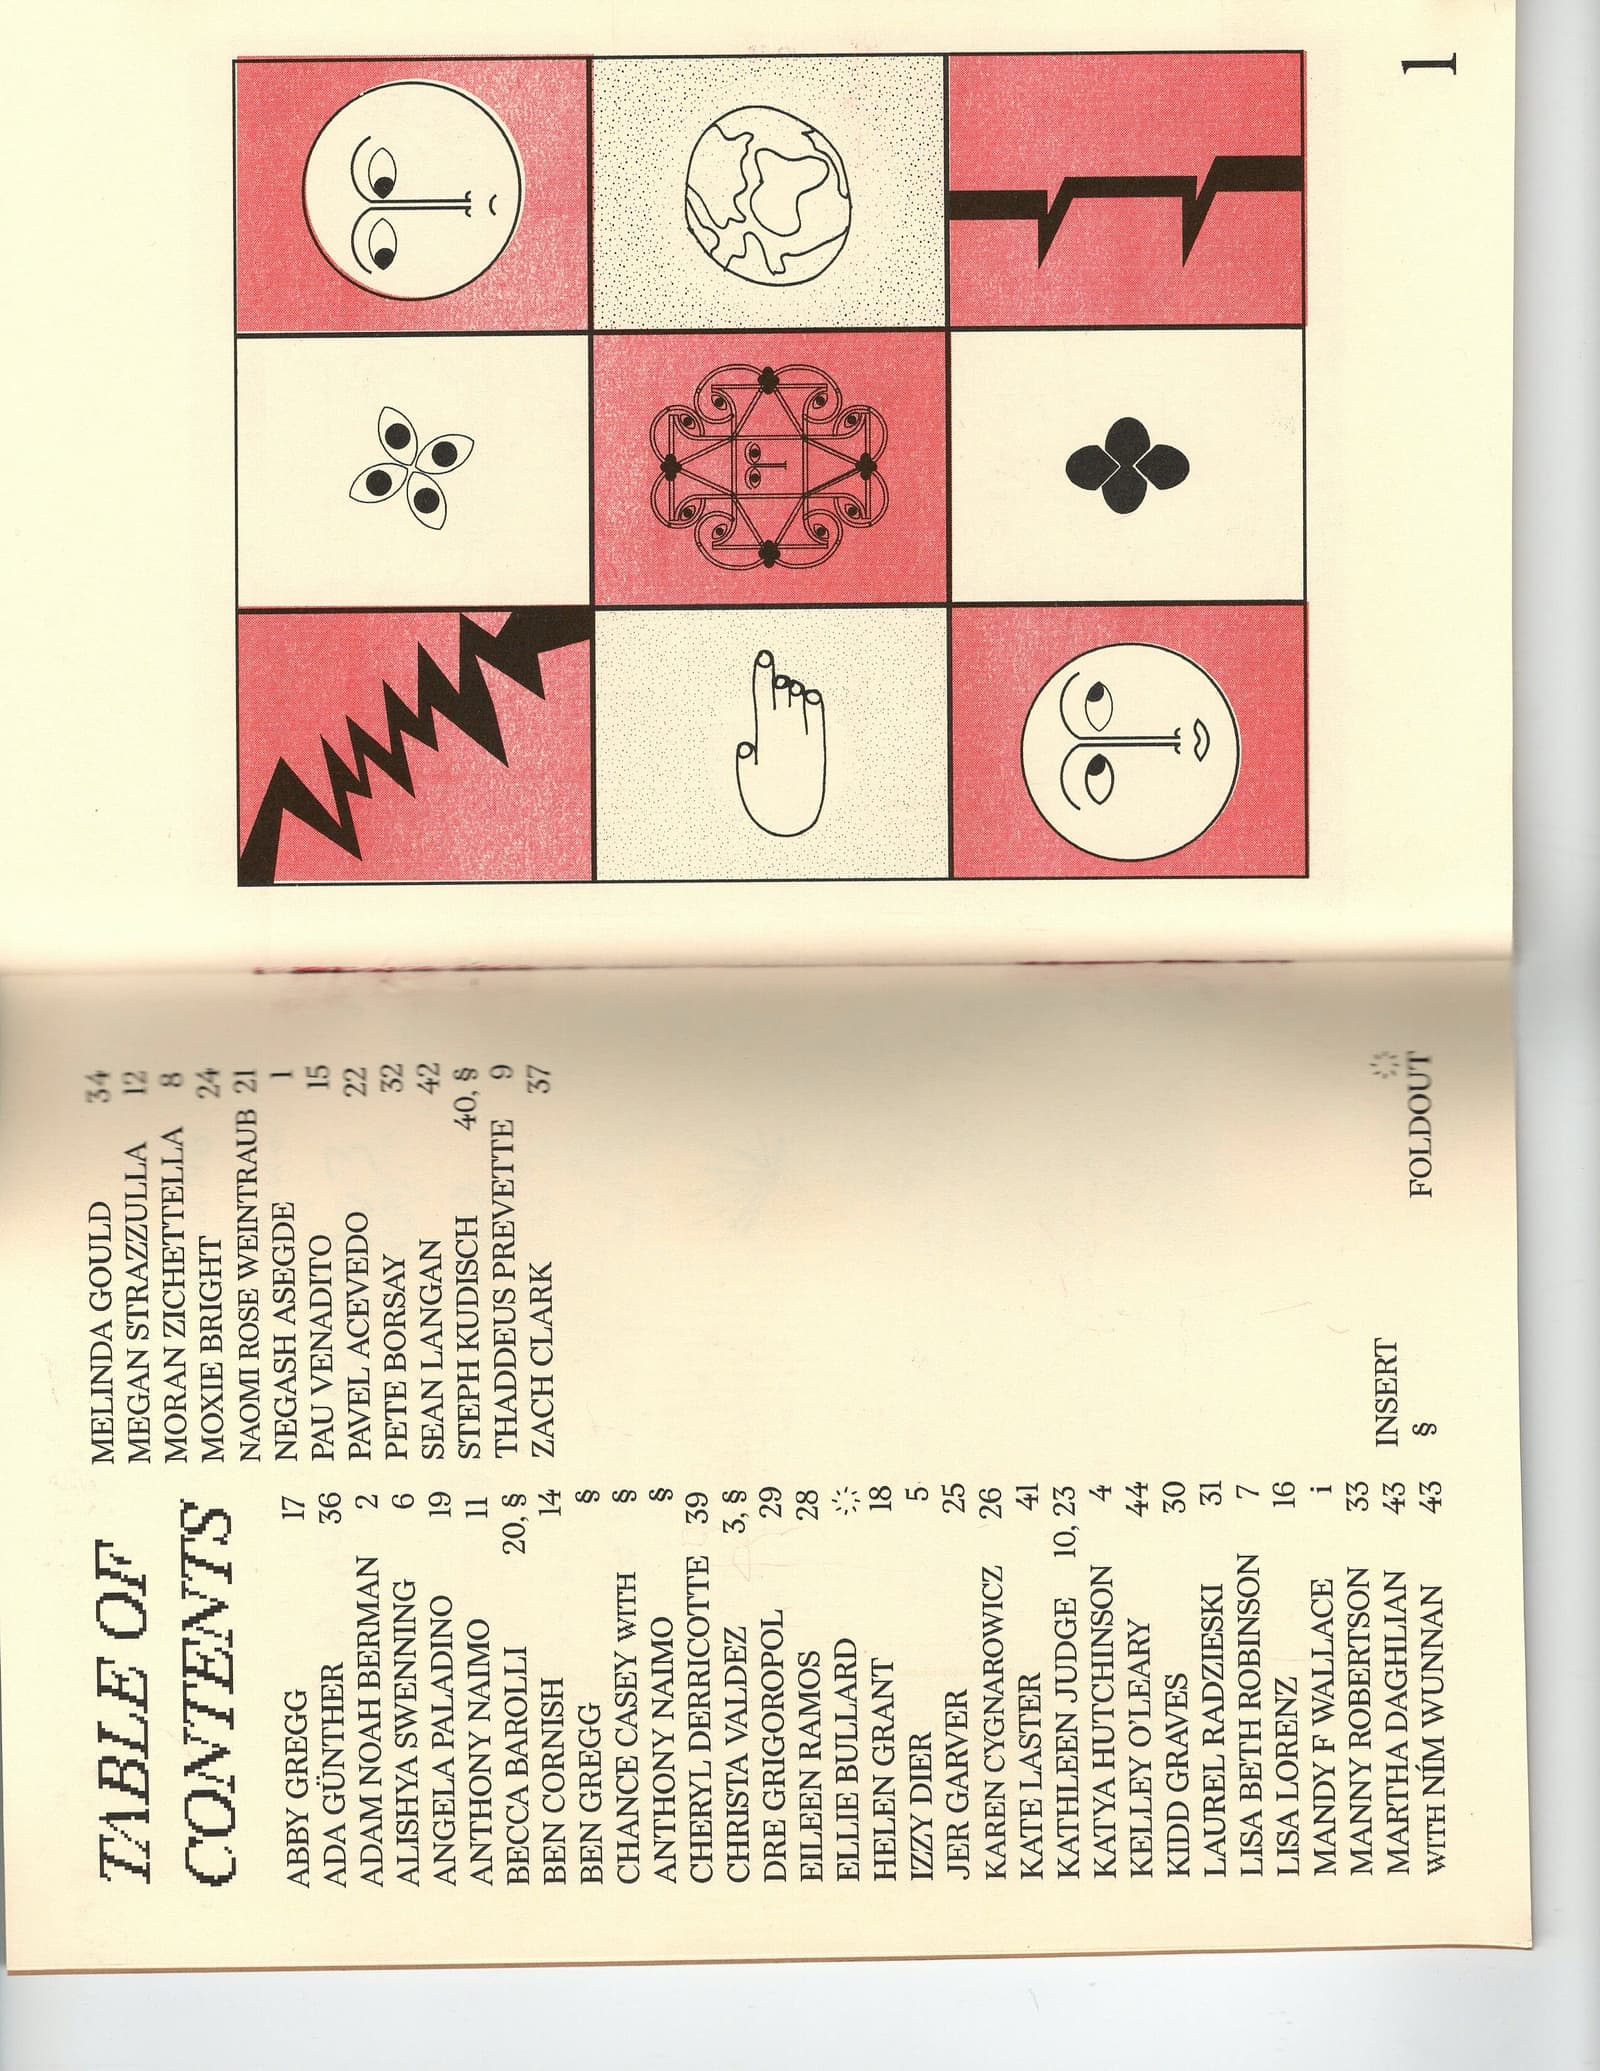 TABLE OF
CONTENTS
ABBY GREGG 17
ADA GÜNTHER 36
ADAM NOAH BERMAN 2
ALISHYA SWENNING 6
ANGELA PALADINO 19
ANTHONY NAIMO 11
BECCA BAROLLI 20, §
BEN CORNISH 14
BEN GREGG §
CHANCE CASEY WITH §
ANTHONY NAIMO §
CHERYL DERRICOTTE 39
CHRISTA VALDEZ 3, §
DRE GRIGOROPOL 29
EILEEN RAMOS 28
ELLIE BULLARD
HELEN GRANT 18
IZZY DIER 5
JER GARVER 25
KAREN CYGNAROWICZ 26
KATE LASTER 41
KATHLEEN JUDGE 10, 23
KATYA HUTCHINSON 4
KELLEY O'LEARY 44
KIDD GRAVES 30
LAUREL RADZIESKI 31
LISA BETH ROBINSON 7
LISA LORENZ 16
MANDY F WALLACE i
MANNY ROBERTSON 33
MARTHA DAGHLIAN 43
WITH NÍM WUNNAN 43
MELINDA GOULD 34
MEGAN STRAZZULLA 12
MORAN ZICHETTELLA 8
MOXIE BRIGHT 24
NAOMI ROSE WEINTRAUB 21
NEGASH ASEGDE 1
PAU VENADITO 15
PAVEL ACEVEDO 22
PETE BORSAY 32
SEAN LANGAN 42
STEPH KUDISCH 40, §
THADDEUS PREVETTE 9
ZACH CLARK 37
INSERT
§
FOLDOUT
1